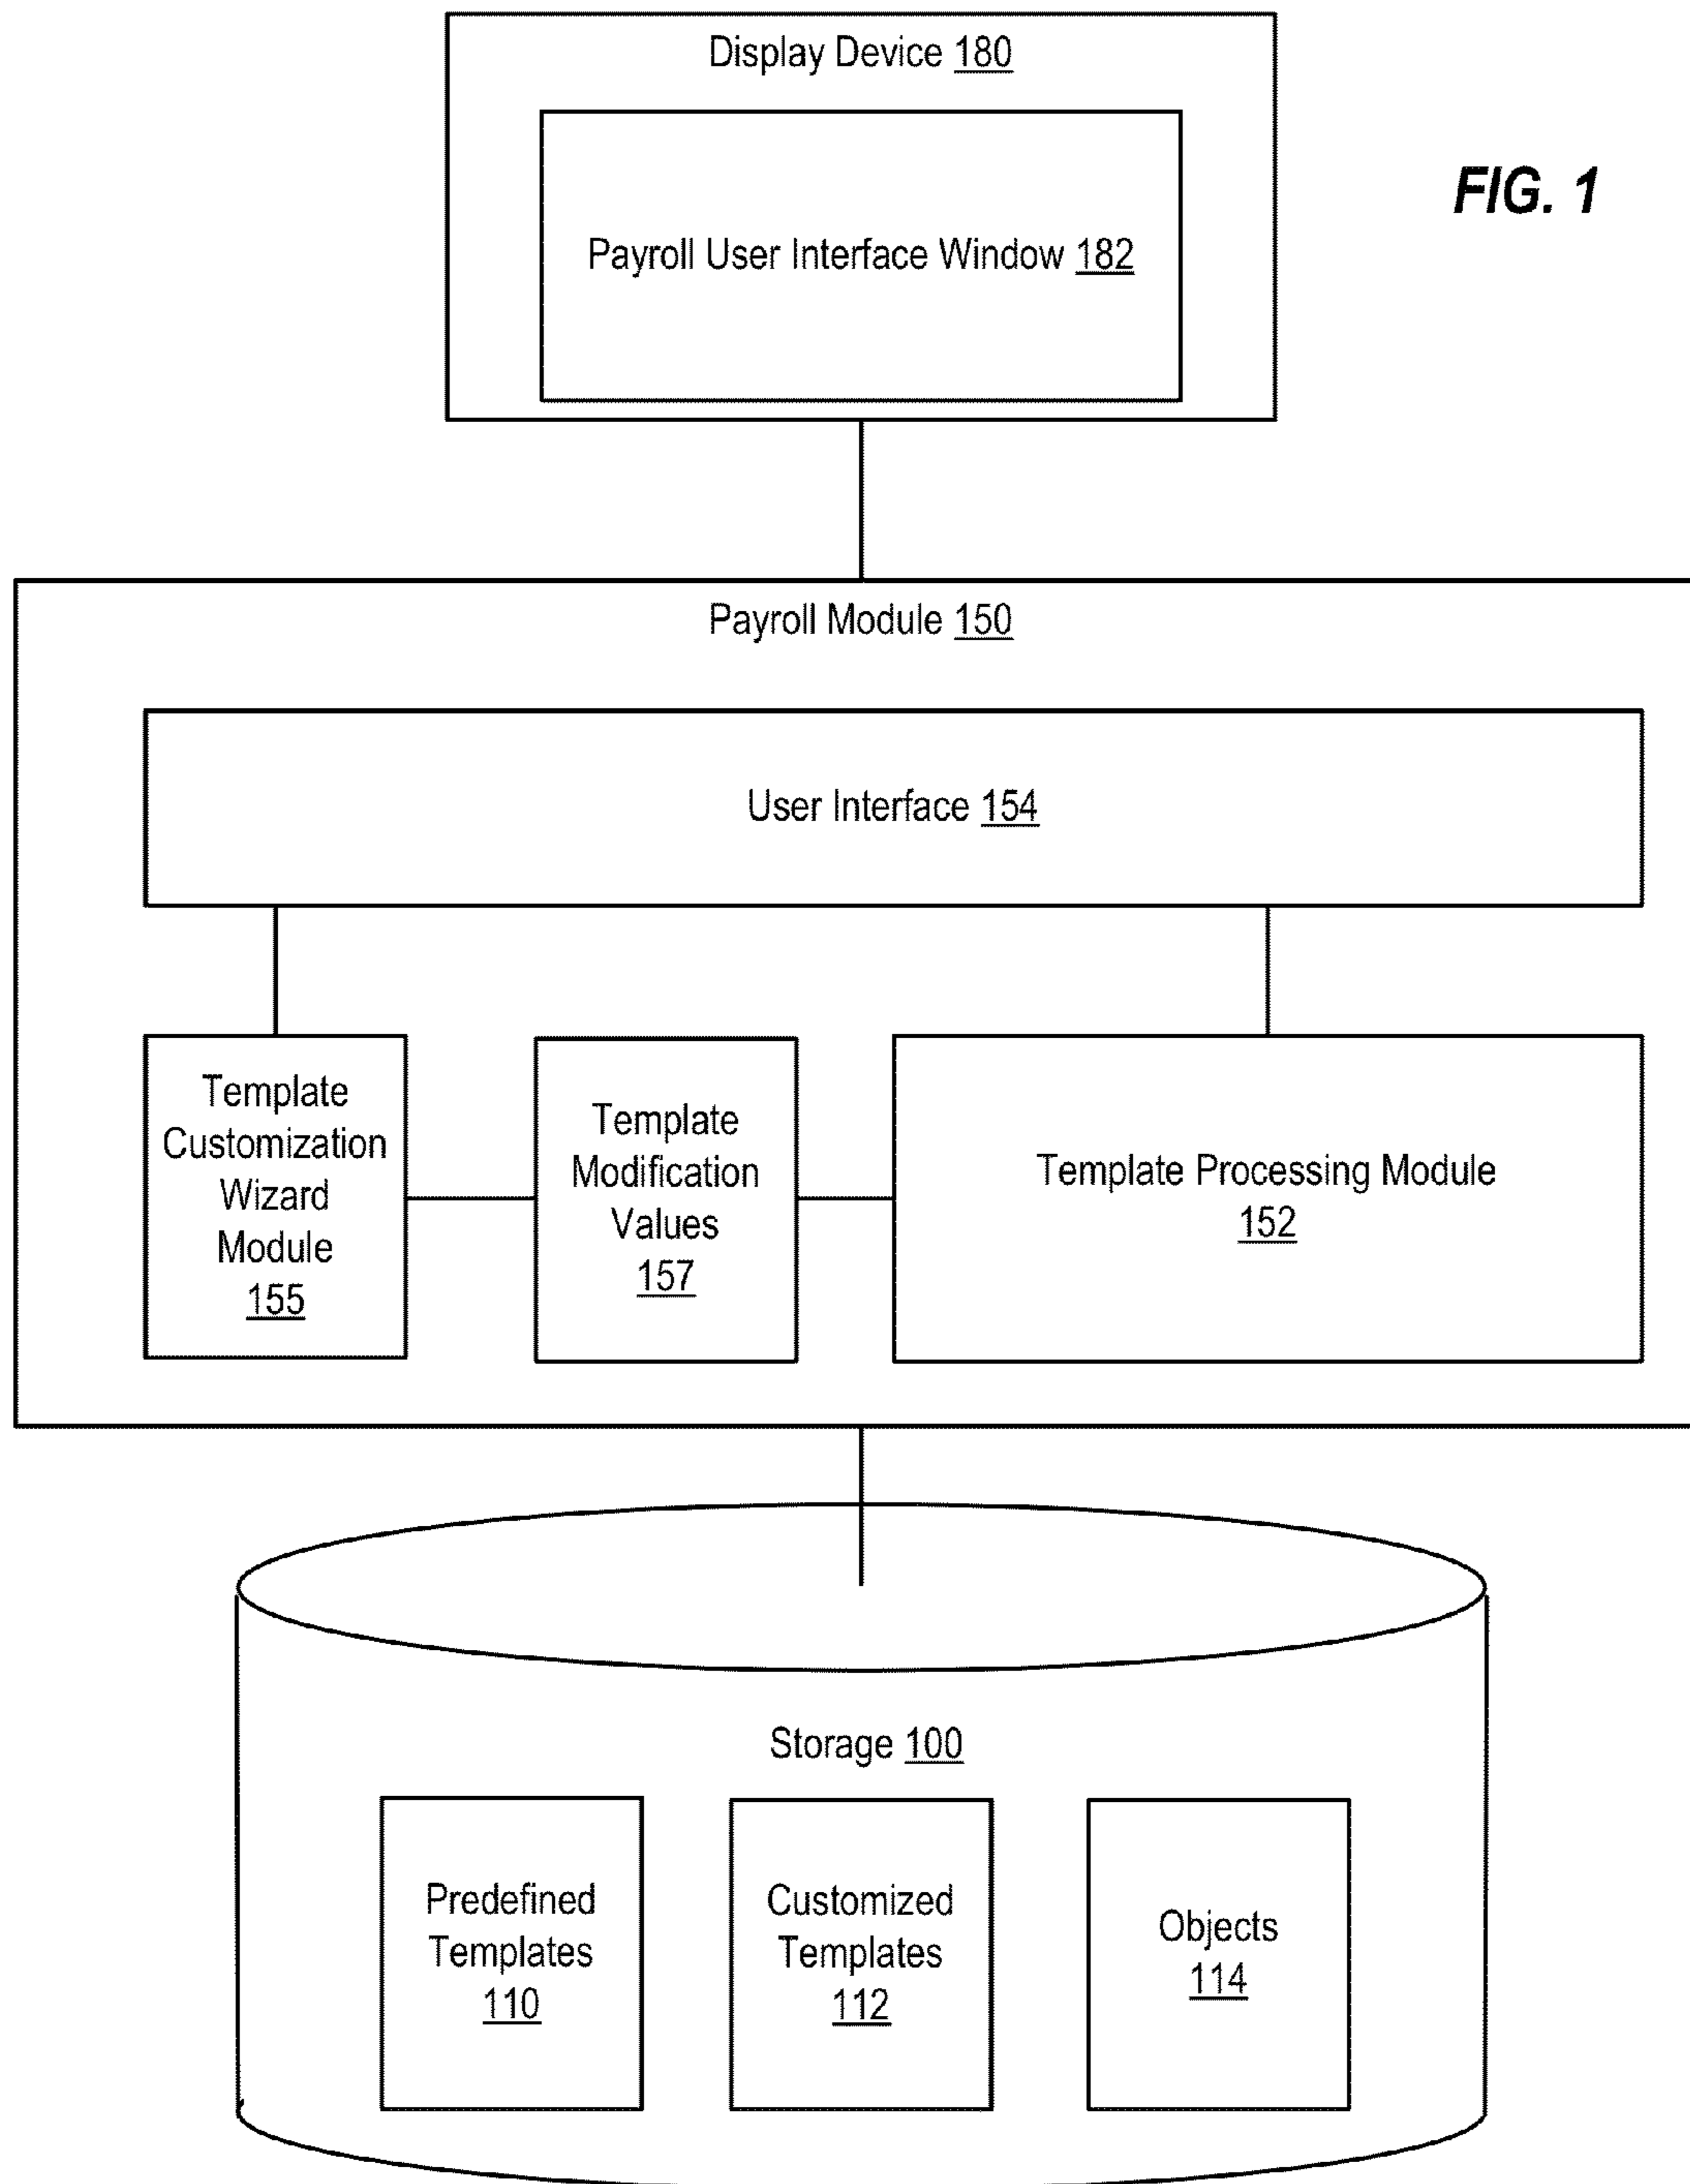 Display Device 180
FIG. 1
Payroll User Interface Window 182
Payroll Module 150
User Interface 154
Template
Customization
Wizard
Module
155
Template
Modification
Values
157
Template Processing Module
152
Storage 100
Predefined
Templates
110
Customized
Templates
112
Objects
114